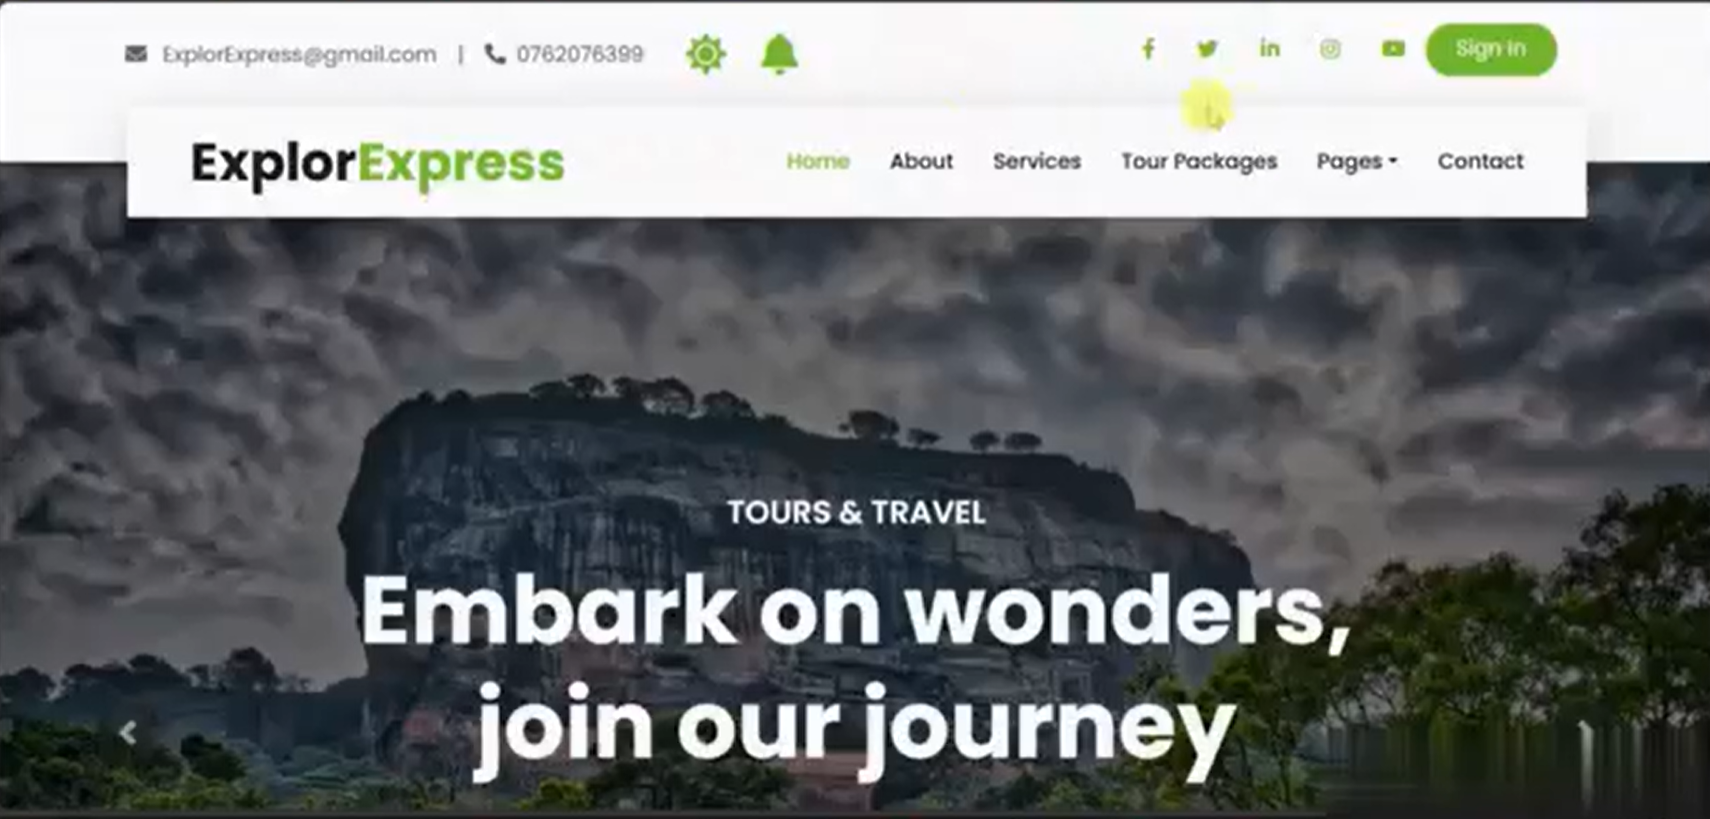 ExplorExpress@gmail.com | 0762076399
Sign In
ExplorExpress
Home About Services Tour Packages Pages Contact
TOURS & TRAVEL
Embark on wonders,
join our journey